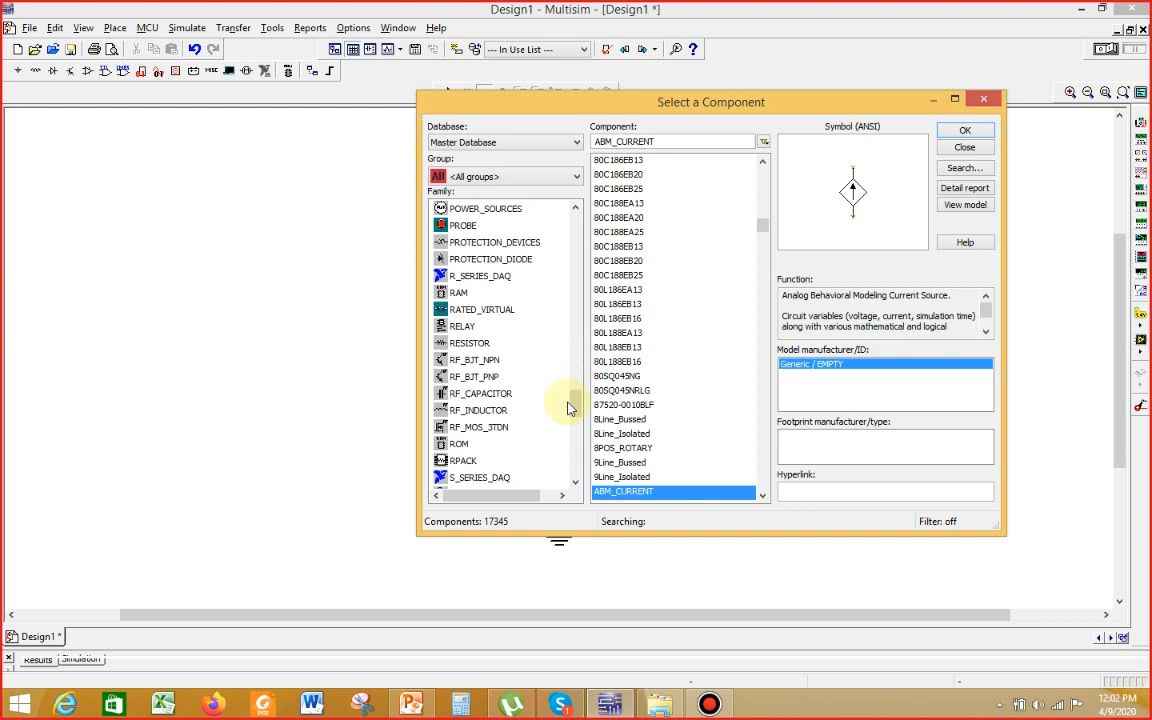 Design1 - Multisim - [Design1 *]
File Edit View Place MCU Simulate Transfer Tools Reports Options Window Help
--- In Use List ---
MISC
Select a Component
Database:
Master Database
Group:
All <All groups>
Family:
POWER_SOURCES
PROBE
PROTECTION_DEVICES
PROTECTION_DIODE
R_SERIES_DAQ
RAM
RATED_VIRTUAL
RELAY
RESISTOR
RF_BJT_NPN
RF_BJT_PNP
RF_CAPACITOR
RF_INDUCTOR
RF_MOS_3TDN
ROM
RPACK
S_SERIES_DAQ
Component:
ABM_CURRENT
80C186EB13
80C186EB20
80C186EB25
80C188EA13
80C188EA20
80C188EA25
80C188EB13
80C188EB20
80C188EB25
80L186EA13
80L186EB13
80L186EB16
80L188EA13
80L188EB13
80L188EB16
80SQ045NG
80SQ045NRLG
87520-0010BLF
8Line_Bussed
8Line_Isolated
8POS_ROTARY
9Line_Bussed
9Line_Isolated
ABM_CURRENT
Symbol (ANSI)
OK
Close
Search...
Detail report
View model
Help
Function:
Analog Behavioral Modeling Current Source.
Circuit variables (voltage, current, simulation time)
along with various mathematical and logical
Model manufacturer/ID:
Generic / EMPTY
Footprint manufacturer/type:
Hyperlink:
Components: 17345
Searching:
Filter: off
Design1 *
Results Simulation
12:02 PM
4/9/2020